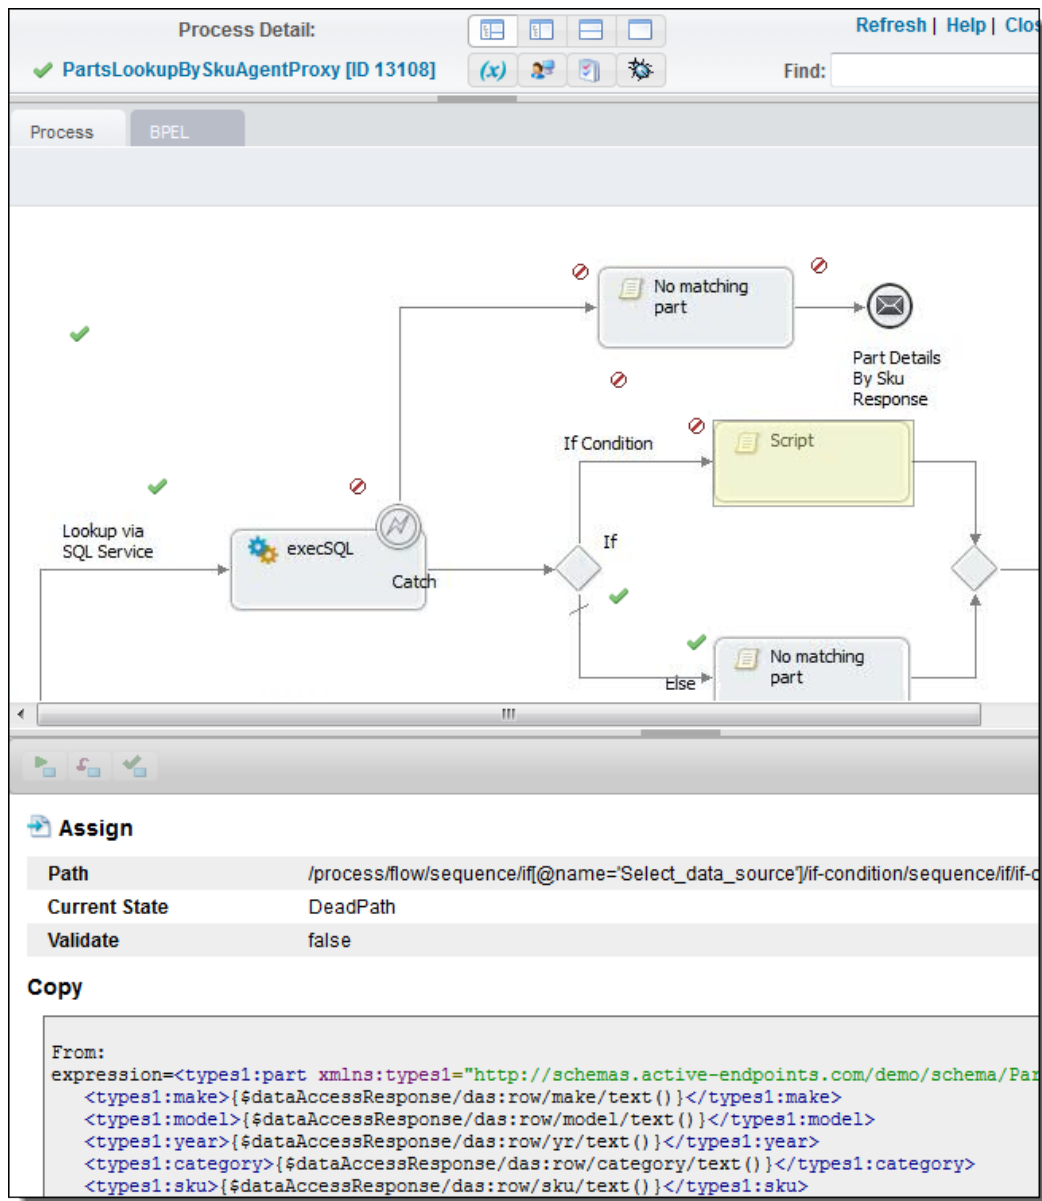 Process Detail:
Refresh | Help | Clos
PartsLookupBySkuAgentProxy [ID 13108]
(x)
Find:
Process
BPEL
No matching
part
Part Details
By Sku
Response
If Condition
Script
Lookup via
SQL Service
execSQL
Catch
If
No matching
part
Else
Assign
Path /process/flow/sequence/if[@name='Select_data_source']/if-condition/sequence/if/if-c
Current State DeadPath
Validate false
Copy
From:
expression=<types1:part xmlns:types1="http://schemas.active-endpoints.com/demo/schema/Par
<types1:make>{$dataAccessResponse/das:row/make/text()}</types1:make>
<types1:model>{$dataAccessResponse/das:row/model/text()}</types1:model>
<types1:year>{$dataAccessResponse/das:row/yr/text()}</types1:year>
<types1:category>{$dataAccessResponse/das:row/category/text()}</types1:category>
<types1:sku>{$dataAccessResponse/das:row/sku/text()}</types1:sku>